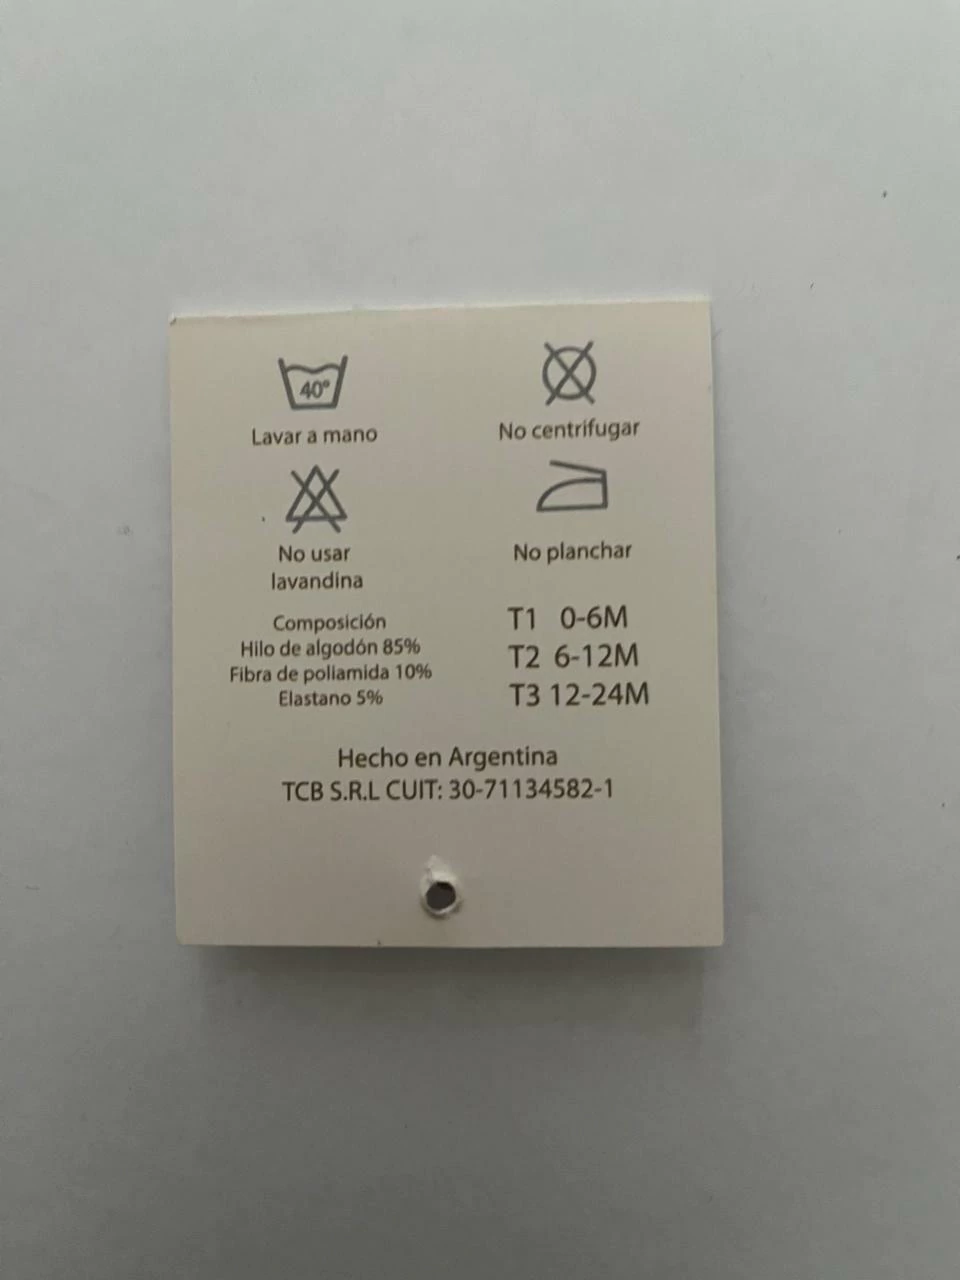 40°
Lavar a mano
No centrifugar
No usar
lavandina
No planchar
Composición
Hilo de algodón 85%
Fibra de poliamida 10%
Elastano 5%
T1 0-6M
T2 6-12M
T3 12-24M
Hecho en Argentina
TCB S.R.L CUIT: 30-71134582-1